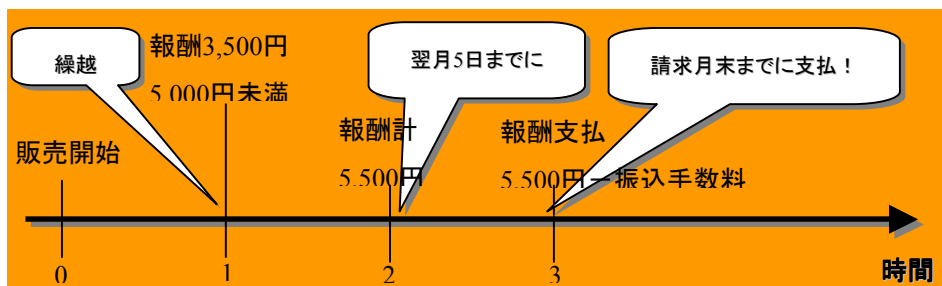 繰越
報酬3,500円
5,000円未満
翌月5日までに
請求月末までに支払！
販売開始
報酬計
5,500円
報酬支払
5,500円－振込手数料
0
1
2
3
時間